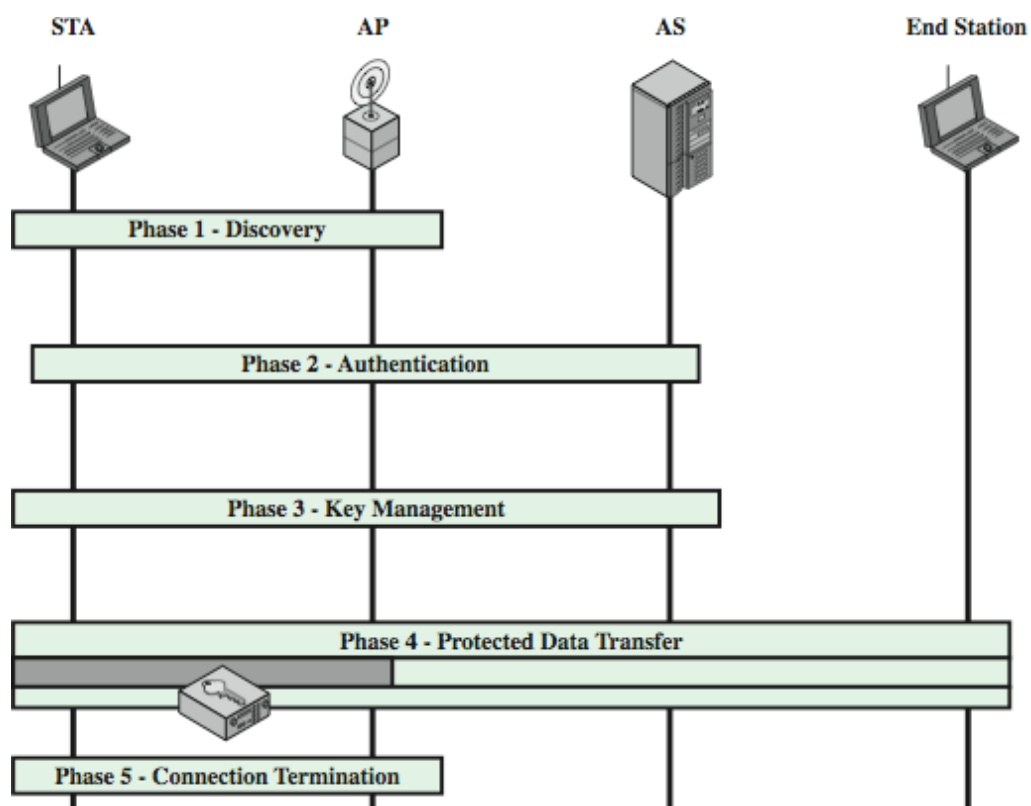 STA AP AS End Station
Phase 1 - Discovery
Phase 2 - Authentication
Phase 3 - Key Management
Phase 4 - Protected Data Transfer
Phase 5 - Connection Termination